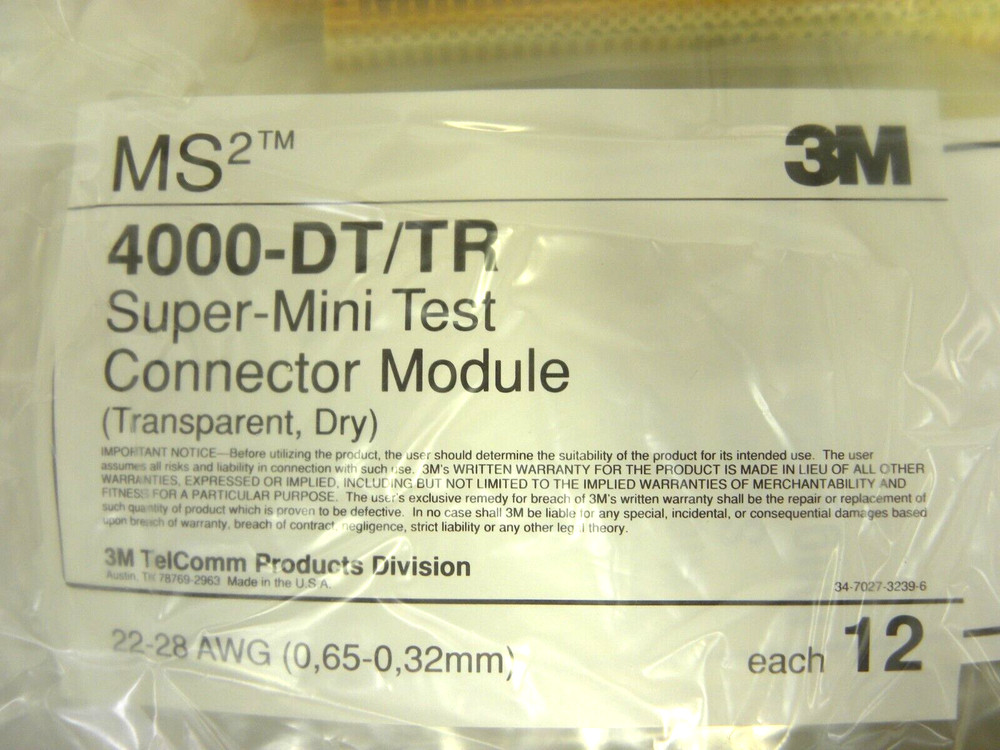 MS²™ 3M
4000-DT/TR
Super-Mini Test
Connector Module
(Transparent, Dry)
IMPORTANT NOTICE—Before utilizing the product, the user should determine the suitability of the product for its intended use. The user
assumes all risks and liability in connection with such use. 3M's WRITTEN WARRANTY FOR THE PRODUCT IS MADE IN LIEU OF ALL OTHER
WARRANTIES, EXPRESSED OR IMPLIED, INCLUDING BUT NOT LIMITED TO THE IMPLIED WARRANTIES OF MERCHANTABILITY AND
FITNESS FOR A PARTICULAR PURPOSE. The user's exclusive remedy for breach of 3M's written warranty shall be the repair or replacement of
such quantity of product which is proven to be defective. In no case shall 3M be liable for any special, incidental, or consequential damages based
upon breach of warranty, breach of contract, negligence, strict liability or any other legal theory.
3M TelComm Products Division
Austin, TX 78769-2963 Made in the U.S.A. 34-7027-3239-6
22-28 AWG (0,65-0,32mm) each 12